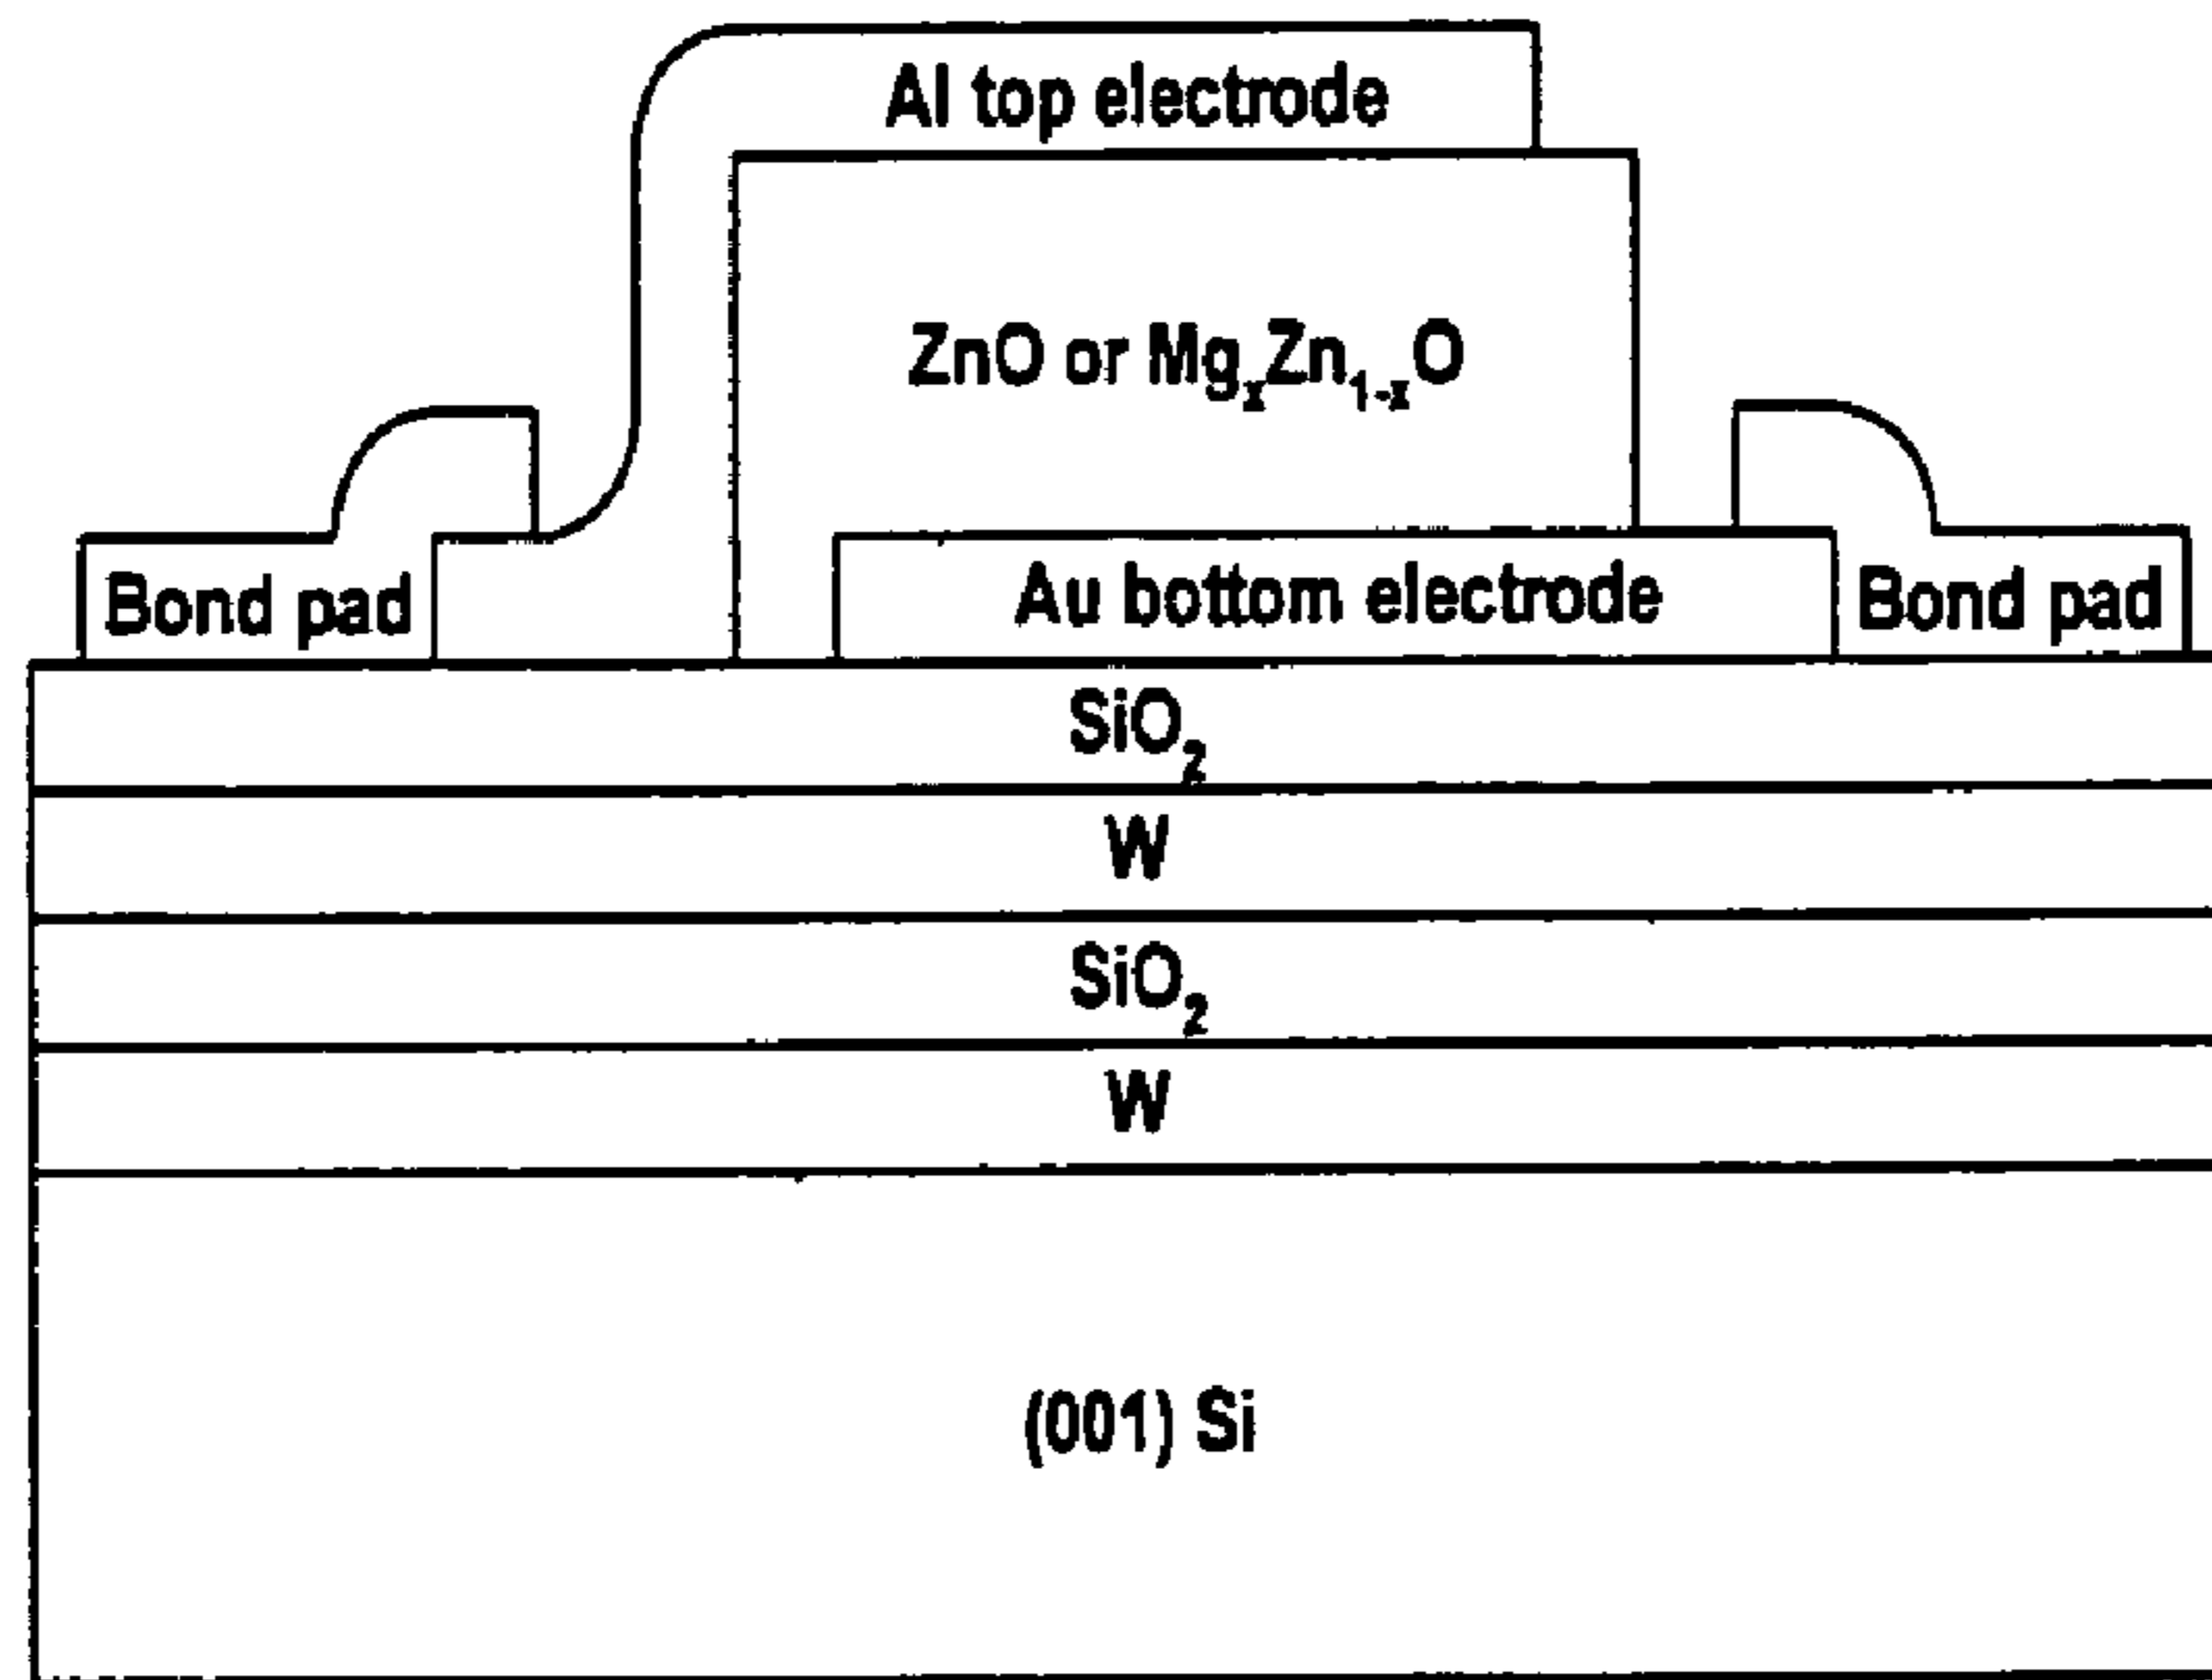 Al top electrode
ZnO or MgₓZn₁₋ₓO
Bond pad
Au bottom electrode
Bond pad
SiO₂
W
SiO₂
W
(001) Si